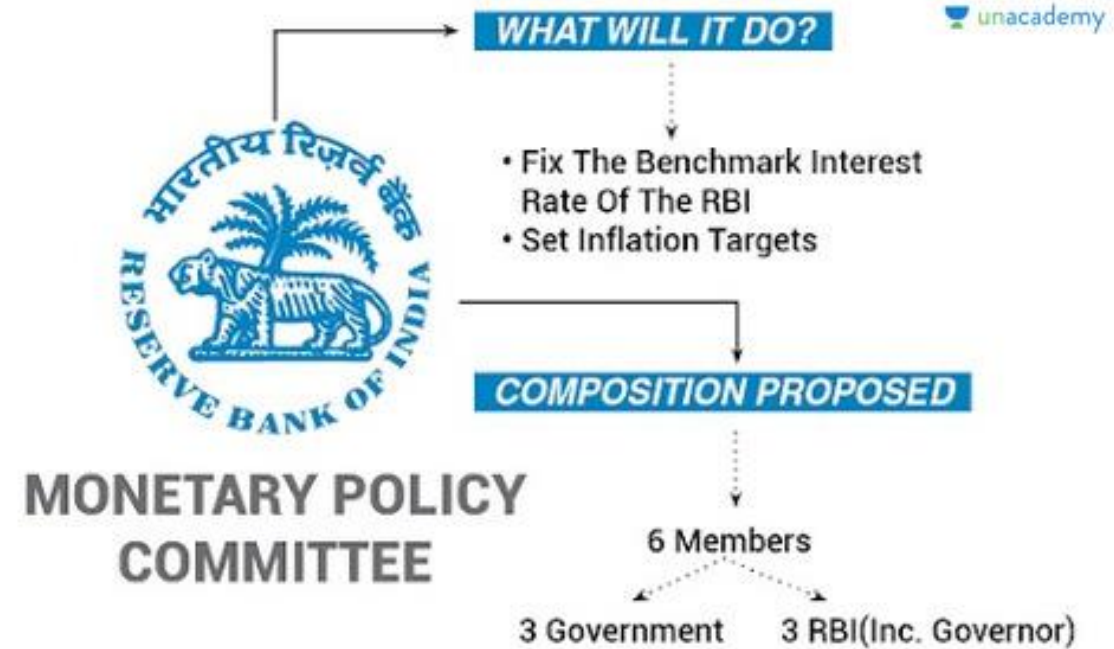 unacademy
WHAT WILL IT DO?
• Fix The Benchmark Interest
Rate Of The RBI
• Set Inflation Targets
भारतीय रिज़र्व बैंक
RESERVE BANK OF INDIA
COMPOSITION PROPOSED
MONETARY POLICY
COMMITTEE
6 Members
3 Government
3 RBI(Inc. Governor)